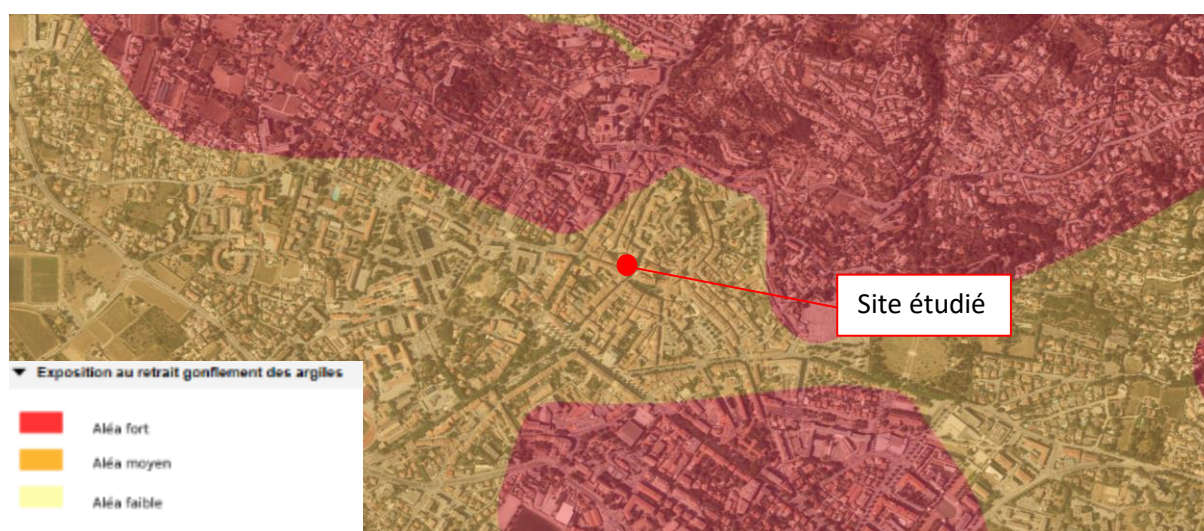 Site étudié
▼ Exposition au retrait gonflement des argiles
Aléa fort
Aléa moyen
Aléa faible